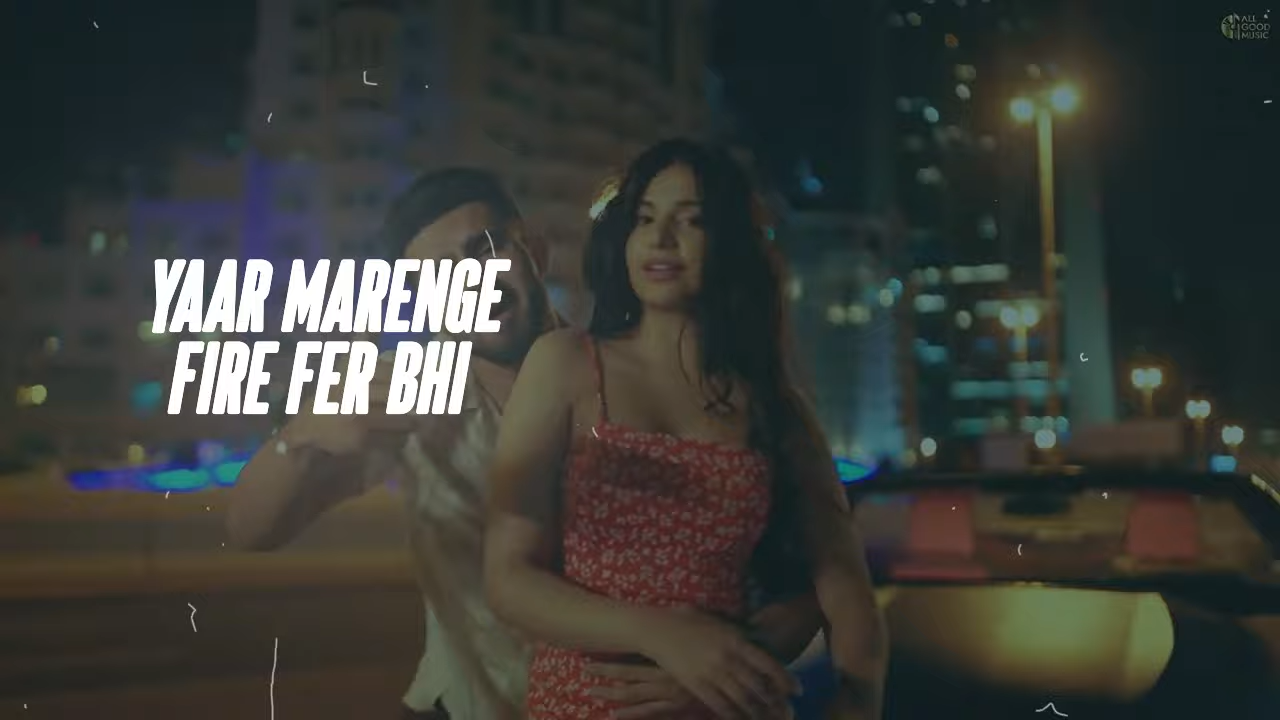 ALL
GOOD
MUSIC
YAAR MARENGE
FIRE FER BHI